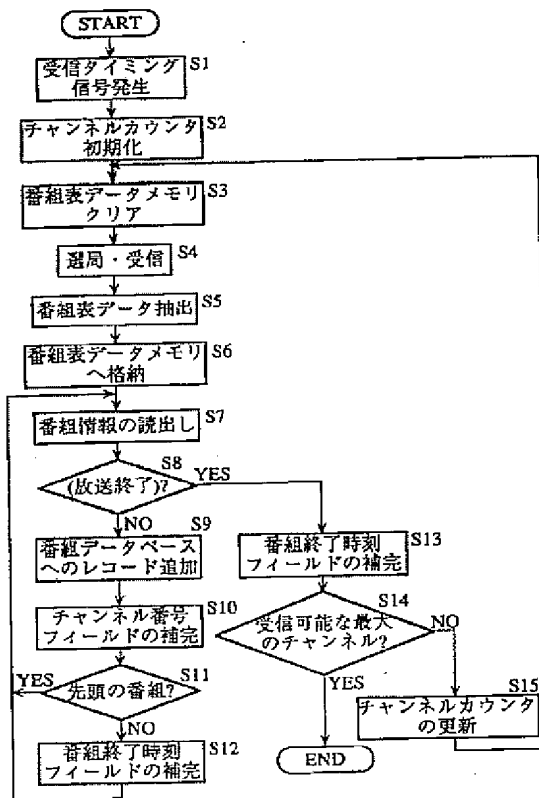 START
受信タイミング
信号発生
S1
チャンネルカウンタ
初期化
S2
番組表データメモリ
クリア
S3
選局・受信
S4
番組表データ抽出
S5
番組表データメモリ
へ格納
S6
番組情報の読出し
S7
(放送終了)?
S8
YES
NO
番組データベース
へのレコード追加
S9
チャンネル番号
フィールドの補完
S10
先頭の番組?
S11
YES
NO
番組終了時刻
フィールドの補完
S12
番組終了時刻
フィールドの補完
S13
受信可能な最大
のチャンネル?
S14
NO
YES
チャンネルカウンタ
の更新
S15
END